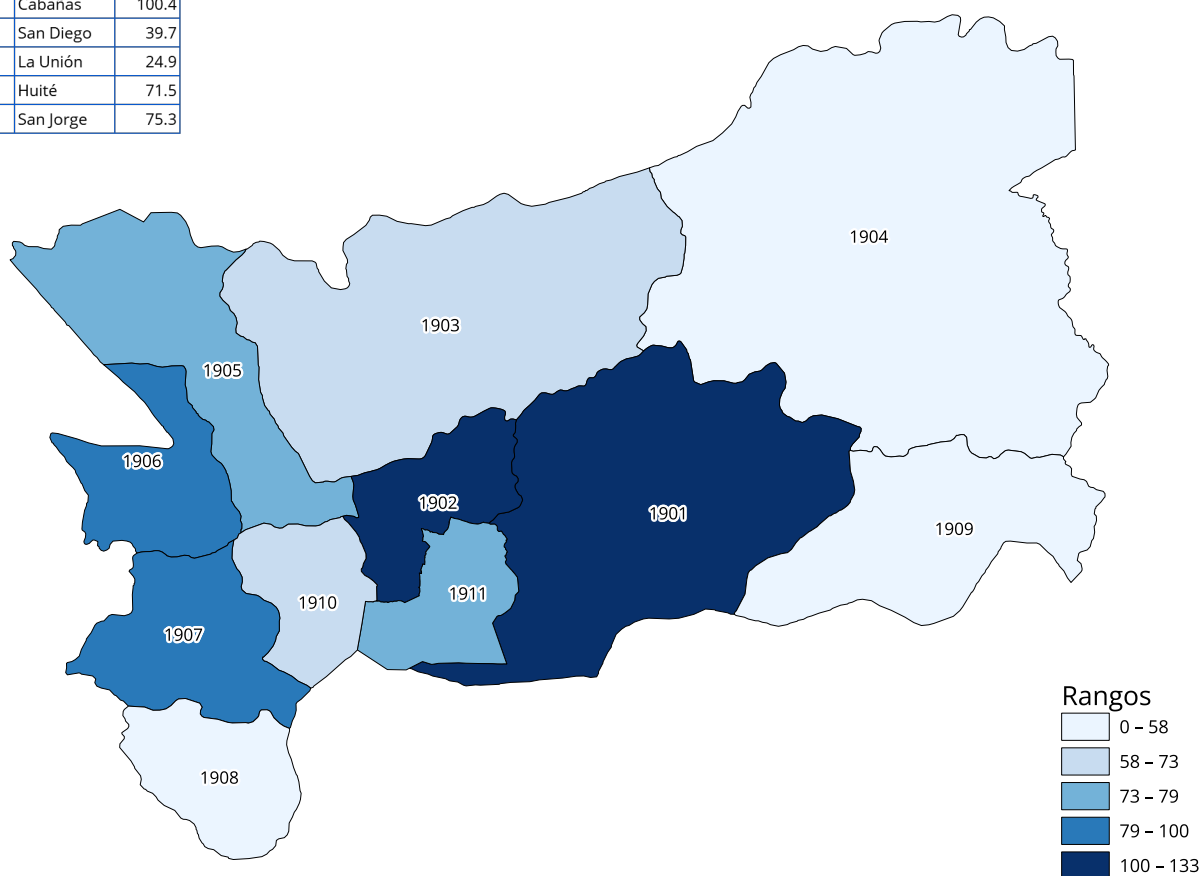 Cabañas 100.4
San Diego 39.7
La Unión 24.9
Huité 71.5
San Jorge 75.3
1904
1903
1905
1906
1902
1901
1909
1911
1910
1907
1908
Rangos
0 – 58
58 – 73
73 – 79
79 – 100
100 – 133